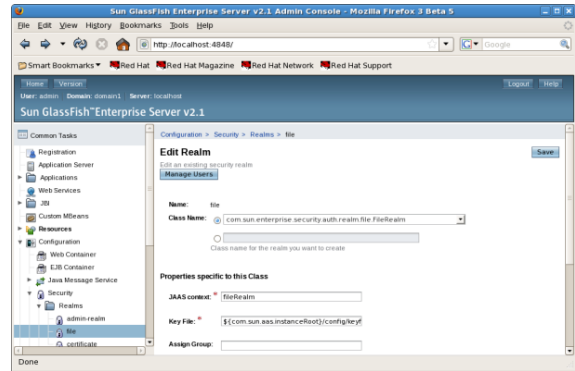 Sun GlassFish Enterprise Server v2.1 Admin Console - Mozilla Firefox 3 Beta 5
File Edit View History Bookmarks Tools Help
http://localhost:4848/
Google
Smart Bookmarks Red Hat Red Hat Magazine Red Hat Network Red Hat Support
Home Version
Logout Help
User: admin Domain: domain1 Server: localhost
Sun GlassFish™ Enterprise Server v2.1
Common Tasks
Registration
Application Server
Applications
Web Services
JBI
Custom MBeans
Resources
Configuration
Web Container
EJB Container
Java Message Service
Security
Realms
admin-realm
file
certificate
Configuration > Security > Realms > file
Edit Realm
Save
Edit an existing security realm
Manage Users
Name: file
Class Name: com.sun.enterprise.security.auth.realm.file.FileRealm
Class name for the realm you want to create
Properties specific to this Class
JAAS context: * fileRealm
Key File: * ${com.sun.aas.instanceRoot}/config/keyf
Assign Group:
Done